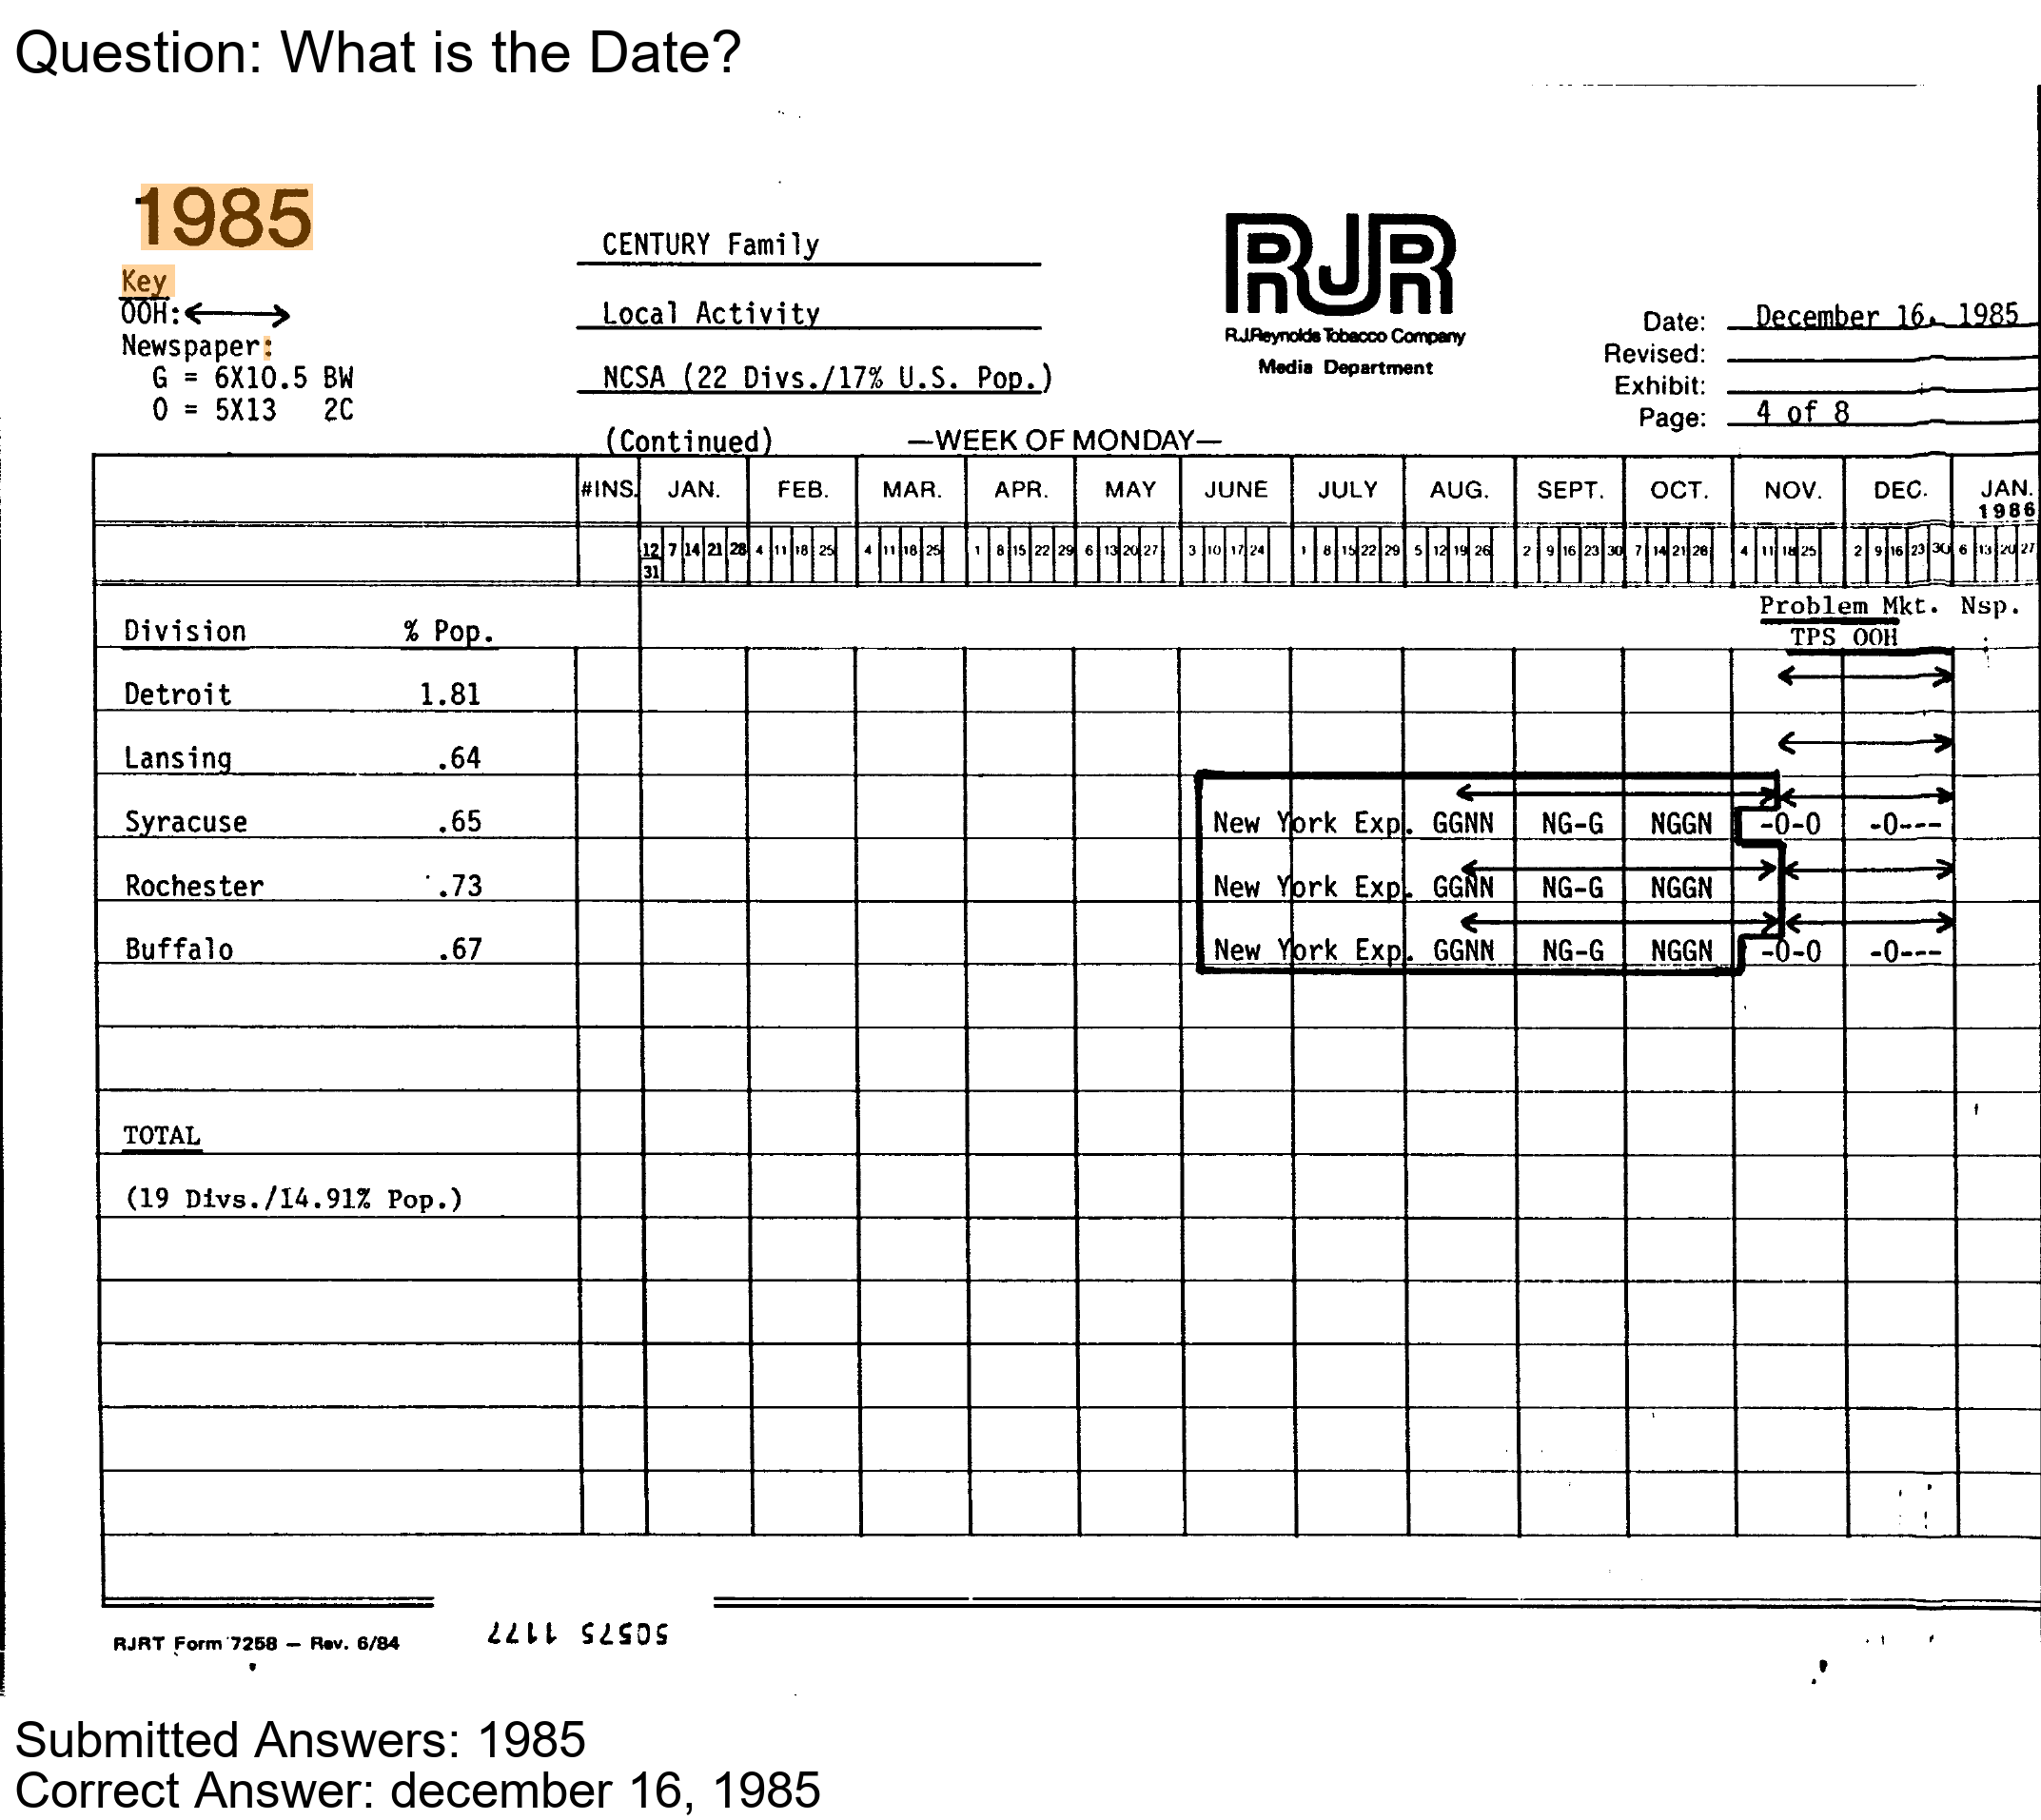 Question: What is the Date?
1985
Key
OOH:
Newspaper:
G = 6X10.5 BW
O = 5X13 2C
CENTURY Family
Local Activity
NCSA (22 Divs./17% U.S. Pop.)
(Continued)
—WEEK OF MONDAY—
RJR
R.J.Reynolds Tobacco Company
Media Department
Date: December 16, 1985
Revised:
Exhibit:
Page: 4 of 8
#INS. JAN. FEB. MAR. APR. MAY JUNE JULY AUG. SEPT. OCT. NOV. DEC. JAN. 1986
12 7 14 21 28 4 11 18 25 4 11 18 25 1 8 15 22 29 6 13 20 27 3 10 17 24 1 8 15 22 29 5 12 19 26 2 9 16 23 30 7 14 21 28 4 11 18 25 2 9 16 23 30 6 13 20 27
31
Problem Mkt. Nsp.
Division % Pop. TPS OOH
Detroit 1.81
Lansing .64
Syracuse .65 New York Exp. GGNN NG-G NGGN -O-O -O---
Rochester .73 New York Exp. GGNN NG-G NGGN
Buffalo .67 New York Exp. GGNN NG-G NGGN -O-O -O---
TOTAL
(19 Divs./14.91% Pop.)
RJRT Form 7258 — Rev. 6/84
50575 1177
Submitted Answers: 1985
Correct Answer: december 16, 1985